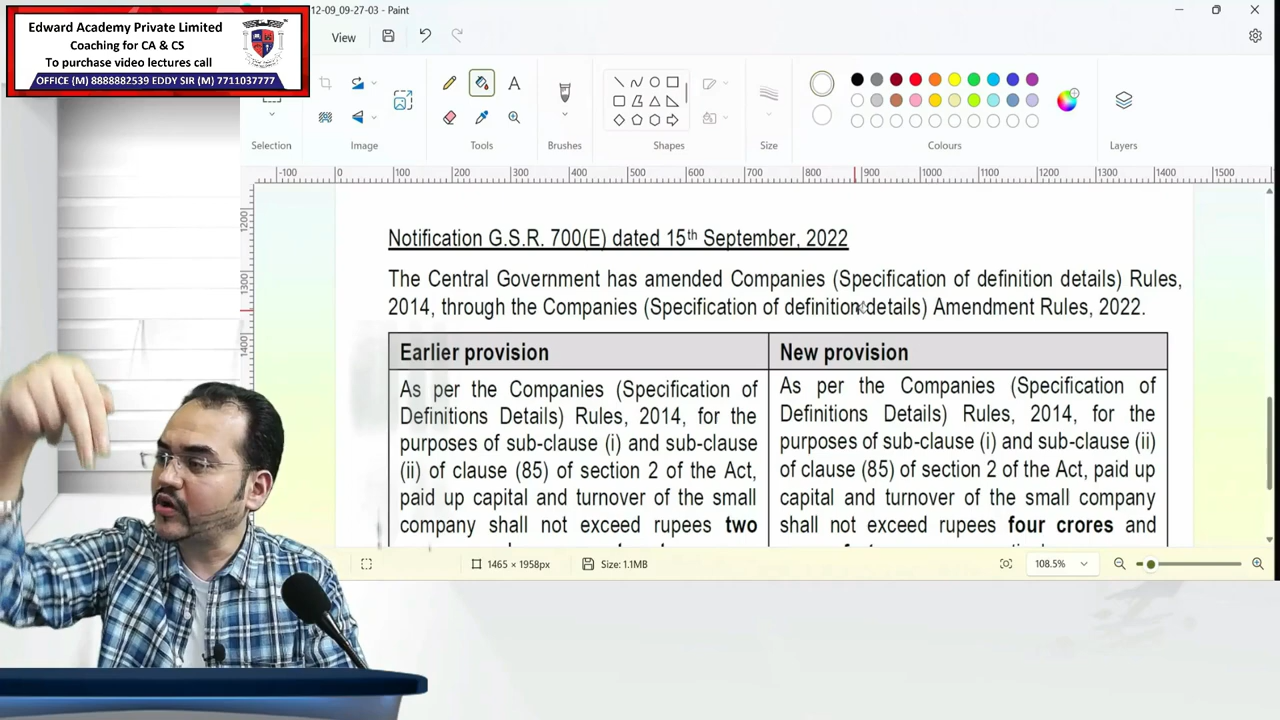 Edward Academy Private Limited
Coaching for CA & CS
To purchase video lectures call
OFFICE (M) 8888882539 EDDY SIR (M) 7711037777
12-09_09-27-03 - Paint
View
Selection
Image
Tools
Brushes
Shapes
Size
Colours
Layers
-100 0 100 200 300 400 500 600 700 800 900 1000 1100 1200 1300 1400 1500
1200
1300
1400
Notification G.S.R. 700(E) dated 15th September, 2022
The Central Government has amended Companies (Specification of definition details) Rules,
2014, through the Companies (Specification of definition details) Amendment Rules, 2022.
Earlier provision
As per the Companies (Specification of
Definitions Details) Rules, 2014, for the
purposes of sub-clause (i) and sub-clause
(ii) of clause (85) of section 2 of the Act,
paid up capital and turnover of the small
company shall not exceed rupees two
New provision
As per the Companies (Specification of
Definitions Details) Rules, 2014, for the
purposes of sub-clause (i) and sub-clause (ii)
of clause (85) of section 2 of the Act, paid up
capital and turnover of the small company
shall not exceed rupees four crores and
1465 × 1958px
Size: 1.1MB
108.5%